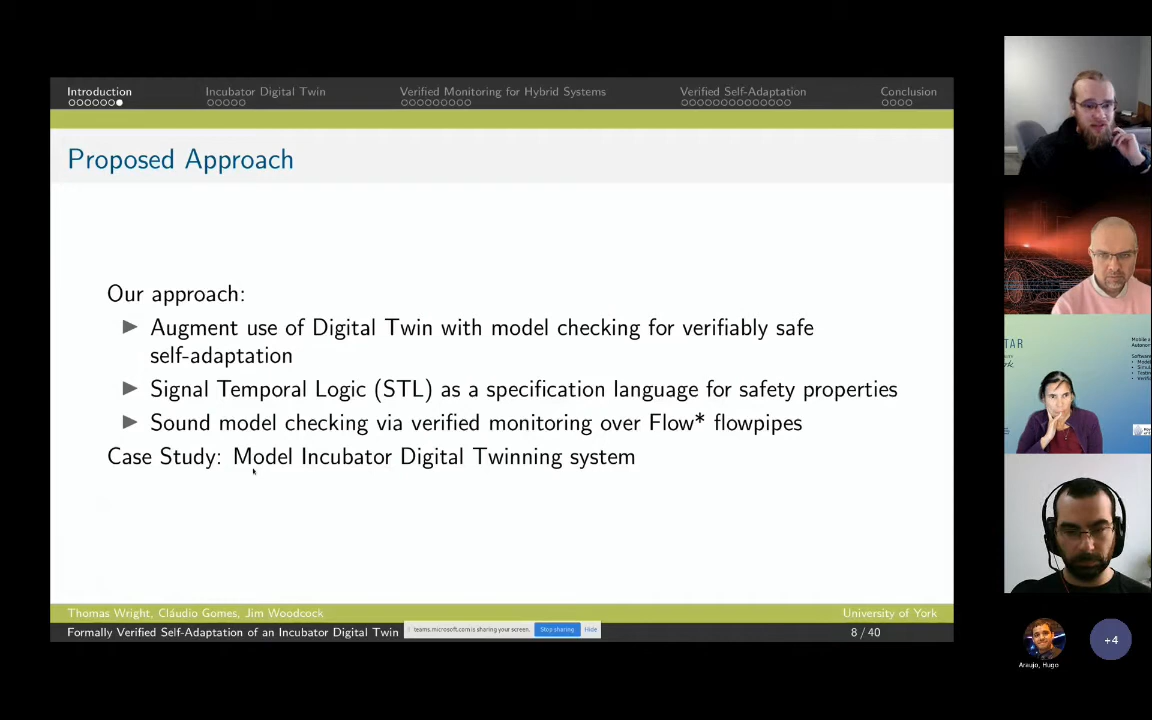 Introduction
Incubator Digital Twin
Verified Monitoring for Hybrid Systems
Verified Self-Adaptation
Conclusion
Proposed Approach
Our approach:
Augment use of Digital Twin with model checking for verifiably safe
self-adaptation
Signal Temporal Logic (STL) as a specification language for safety properties
Sound model checking via verified monitoring over Flow* flowpipes
Case Study: Model Incubator Digital Twinning system
Thomas Wright, Cláudio Gomes, Jim Woodcock
University of York
Formally Verified Self-Adaptation of an Incubator Digital Twin
teams.microsoft.com is sharing your screen.
Stop sharing
Hide
8 / 40
TAR
+4
Araujo, Hugo